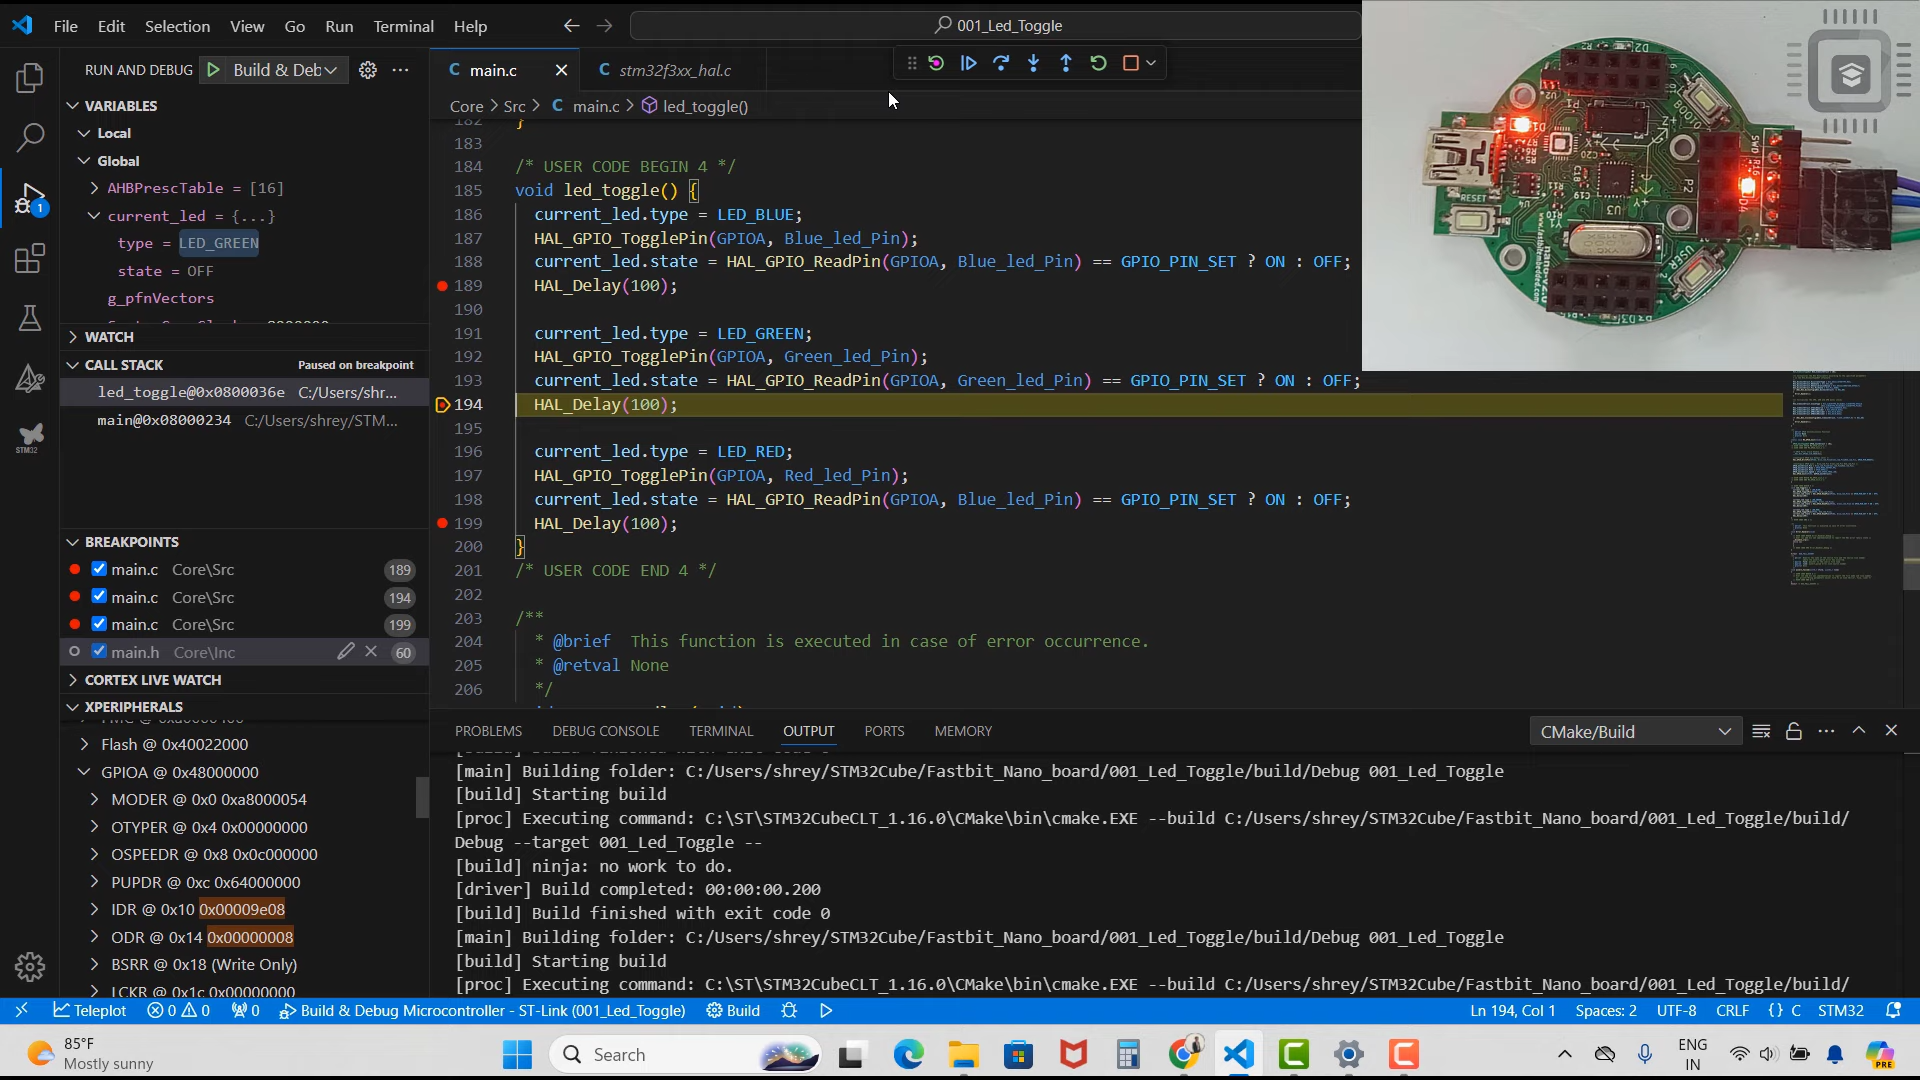 File Edit Selection View Go Run Terminal Help
001_Led_Toggle
RUN AND DEBUG Build & Deb
main.c
stm32f3xx_hal.c
Core > Src > C main.c > led_toggle()
VARIABLES
Local
Global
AHBPrescTable = [16]
current_led = {...}
type = LED_GREEN
state = OFF
g_pfnVectors
WATCH
CALL STACK Paused on breakpoint
led_toggle@0x0800036e C:/Users/shr...
main@0x08000234 C:/Users/shrey/STM...
BREAKPOINTS
main.c Core\Src 189
main.c Core\Src 194
main.c Core\Src 199
main.h Core\Inc 60
CORTEX LIVE WATCH
XPERIPHERALS
Flash @ 0x40022000
GPIOA @ 0x48000000
MODER @ 0x0 0xa8000054
OTYPER @ 0x4 0x00000000
OSPEEDR @ 0x8 0x0c000000
PUPDR @ 0xc 0x64000000
IDR @ 0x10 0x00009e08
ODR @ 0x14 0x00000008
BSRR @ 0x18 (Write Only)
LCKR @ 0x1c 0x00000000
STM32
182 }
183
184 /* USER CODE BEGIN 4 */
185 void led_toggle() {
186 current_led.type = LED_BLUE;
187 HAL_GPIO_TogglePin(GPIOA, Blue_led_Pin);
188 current_led.state = HAL_GPIO_ReadPin(GPIOA, Blue_led_Pin) == GPIO_PIN_SET ? ON : OFF;
189 HAL_Delay(100);
190
191 current_led.type = LED_GREEN;
192 HAL_GPIO_TogglePin(GPIOA, Green_led_Pin);
193 current_led.state = HAL_GPIO_ReadPin(GPIOA, Green_led_Pin) == GPIO_PIN_SET ? ON : OFF;
194 HAL_Delay(100);
195
196 current_led.type = LED_RED;
197 HAL_GPIO_TogglePin(GPIOA, Red_led_Pin);
198 current_led.state = HAL_GPIO_ReadPin(GPIOA, Blue_led_Pin) == GPIO_PIN_SET ? ON : OFF;
199 HAL_Delay(100);
200 }
201 /* USER CODE END 4 */
202
203 /**
204 * @brief This function is executed in case of error occurrence.
205 * @retval None
206 */
PROBLEMS DEBUG CONSOLE TERMINAL OUTPUT PORTS MEMORY CMake/Build
[main] Building folder: C:/Users/shrey/STM32Cube/Fastbit_Nano_board/001_Led_Toggle/build/Debug 001_Led_Toggle
[build] Starting build
[proc] Executing command: C:\ST\STM32CubeCLT_1.16.0\CMake\bin\cmake.EXE --build C:/Users/shrey/STM32Cube/Fastbit_Nano_board/001_Led_Toggle/build/
Debug --target 001_Led_Toggle --
[build] ninja: no work to do.
[driver] Build completed: 00:00:00.200
[build] Build finished with exit code 0
[main] Building folder: C:/Users/shrey/STM32Cube/Fastbit_Nano_board/001_Led_Toggle/build/Debug 001_Led_Toggle
[build] Starting build
[proc] Executing command: C:\ST\STM32CubeCLT_1.16.0\CMake\bin\cmake.EXE --build C:/Users/shrey/STM32Cube/Fastbit_Nano_board/001_Led_Toggle/build/
Teleplot 0 0 0 Build & Debug Microcontroller - ST-Link (001_Led_Toggle) Build
Ln 194, Col 1 Spaces: 2 UTF-8 CRLF {} C STM32
85°F
Mostly sunny
Search
ENG
IN
RESET
USER
SWD
P2
U3